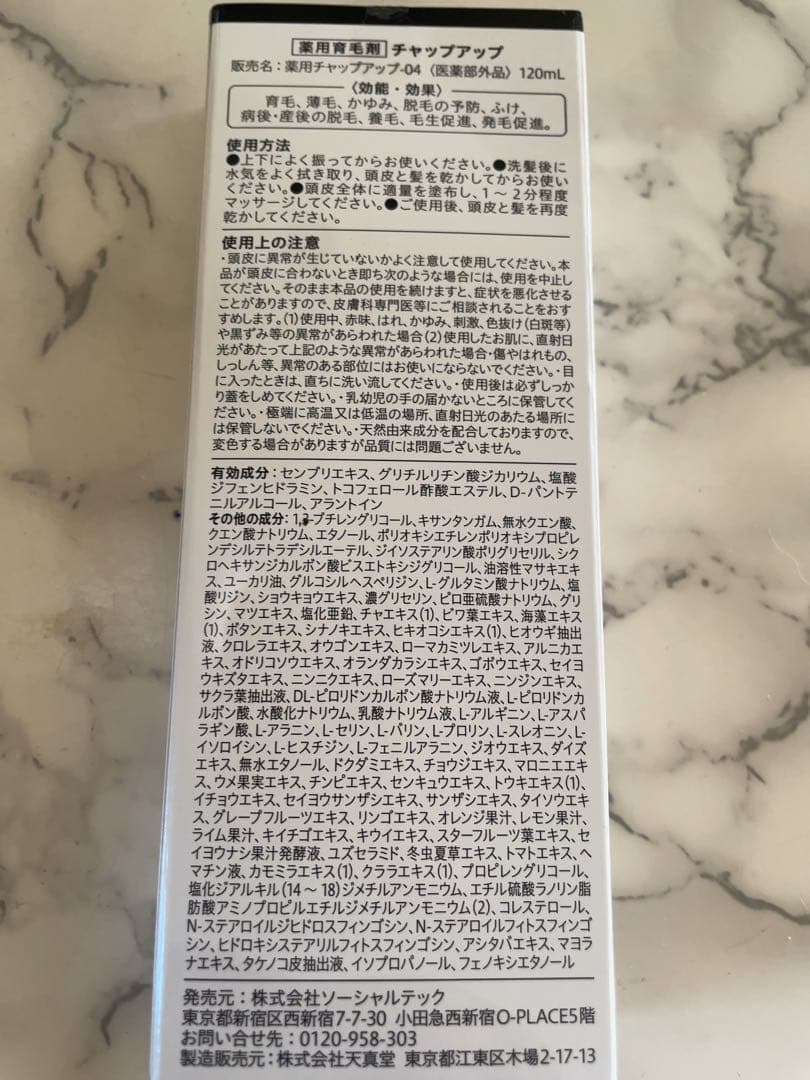 薬用育毛剤 チャップアップ
販売名：薬用チャップアップ-04〈医薬部外品〉120mL
〈効能・効果〉
育毛、薄毛、かゆみ、脱毛の予防、ふけ、
病後・産後の脱毛、養毛、毛生促進、発毛促進。
使用方法
●上下によく振ってからお使いください。●洗髪後に
水気をよく拭き取り、頭皮と髪を乾かしてからお使い
ください。●頭皮全体に適量を塗布し、1～2分程度
マッサージしてください。●ご使用後、頭皮と髪を再度
乾かしてください。
使用上の注意
・頭皮に異常が生じていないかよく注意して使用してください。本
品が頭皮に合わないとき即ち次のような場合には、使用を中止し
てください。そのまま本品の使用を続けますと、症状を悪化させる
ことがありますので、皮膚科専門医等にご相談されることをおす
すめします。(1)使用中、赤味、はれ、かゆみ、刺激、色抜け(白斑等)
や黒ずみ等の異常があらわれた場合(2)使用したお肌に、直射日
光があたって上記のような異常があらわれた場合・傷やはれもの、
しっしん等、異常のある部位にはお使いにならないでください。・目
に入ったときは、直ちに洗い流してください。・使用後は必ずしっか
り蓋をしめてください。・乳幼児の手の届かないところに保管してく
ださい。・極端に高温又は低温の場所、直射日光のあたる場所に
は保管しないでください。・天然由来成分を配合しておりますので、
変色する場合がありますが品質には問題ございません。
有効成分：センブリエキス、グリチルリチン酸ジカリウム、塩酸
ジフェンヒドラミン、トコフェロール酢酸エステル、D-パントテ
ニルアルコール、アラントイン
その他の成分：1,3-ブチレングリコール、キサンタンガム、無水クエン酸、
クエン酸ナトリウム、エタノール、ポリオキシエチレンポリオキシプロピレ
ンデシルテトラデシルエーテル、ジイソステアリン酸ポリグリセリル、シク
ロヘキサンジカルボン酸ビスエトキシジグリコール、油溶性マサキエキ
ス、ユーカリ油、グルコシルヘスペリジン、L-グルタミン酸ナトリウム、塩
酸リジン、ショウキョウエキス、濃グリセリン、ピロ亜硫酸ナトリウム、グリ
シン、マツエキス、塩化亜鉛、チャエキス(1)、ビワ葉エキス、海藻エキス
(1)、ボタンエキス、シナノキエキス、ヒキオコシエキス(1)、ヒオウギ抽出
液、クロレラエキス、オウゴンエキス、ローマカミツレエキス、アルニカエ
キス、オドリコソウエキス、オランダカラシエキス、ゴボウエキス、セイヨ
ウキズタエキス、ニンニクエキス、ローズマリーエキス、ニンジンエキス、
サクラ葉抽出液、DL-ピロリドンカルボン酸ナトリウム液、L-ピロリドンカ
ルボン酸、水酸化ナトリウム、乳酸ナトリウム液、L-アルギニン、L-アスパ
ラギン酸、L-アラニン、L-セリン、L-バリン、L-プロリン、L-スレオニン、L-
イソロイシン、L-ヒスチジン、L-フェニルアラニン、ジオウエキス、ダイズ
エキス、無水エタノール、ドクダミエキス、チョウジエキス、マロニエエキ
ス、ウメ果実エキス、チンピエキス、センキュウエキス、トウキエキス(1)、
イチョウエキス、セイヨウサンザシエキス、サンザシエキス、タイソウエキ
ス、グレープフルーツエキス、リンゴエキス、オレンジ果汁、レモン果汁、
ライム果汁、キイチゴエキス、キウイエキス、スターフルーツ葉エキス、セ
イヨウナシ果汁発酵液、ユズセラミド、冬虫夏草エキス、トマトエキス、ヘ
マチン液、カモミラエキス(1)、クララエキス(1)、プロピレングリコール、
塩化ジアルキル(14～18)ジメチルアンモニウム、エチル硫酸ラノリン脂
肪酸アミノプロピルエチルジメチルアンモニウム(2)、コレステロール、
N-ステアロイルジヒドロスフィンゴシン、N-ステアロイルフィトスフィンゴ
シン、ヒドロキシステアリルフィトスフィンゴシン、アシタバエキス、マヨラ
ナエキス、タケノコ皮抽出液、イソプロパノール、フェノキシエタノール
発売元：株式会社ソーシャルテック
東京都新宿区西新宿7-7-30 小田急西新宿O-PLACE5階
お問い合せ先：0120-958-303
製造販売元：株式会社天真堂 東京都江東区木場2-17-13